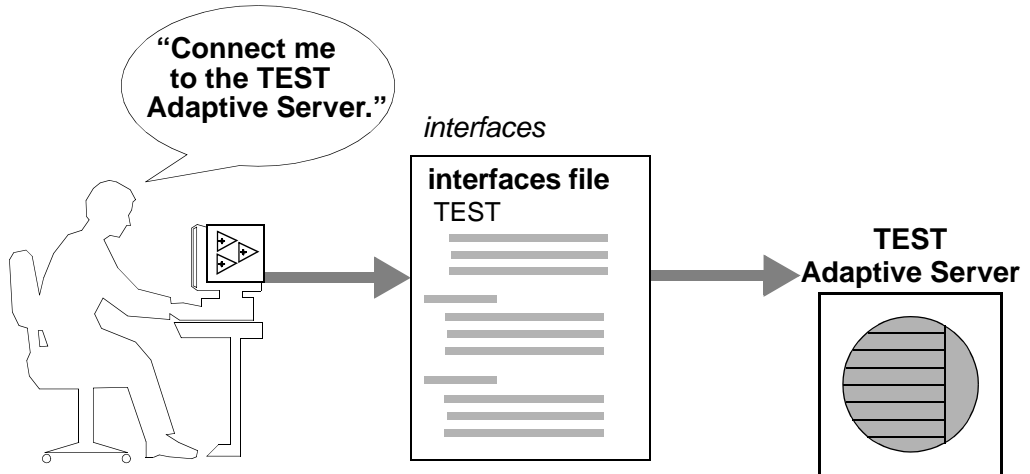 “Connect me
to the TEST
Adaptive Server.”
interfaces
interfaces file
TEST
TEST
Adaptive Server